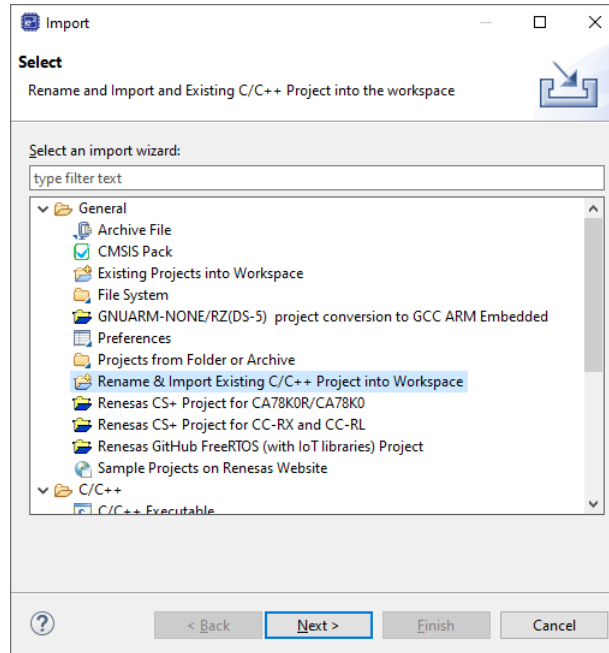 Import
Select
Rename and Import and Existing C/C++ Project into the workspace
Select an import wizard:
type filter text
General
Archive File
CMSIS Pack
Existing Projects into Workspace
File System
GNUARM-NONE/RZ(DS-5) project conversion to GCC ARM Embedded
Preferences
Projects from Folder or Archive
Rename & Import Existing C/C++ Project into Workspace
Renesas CS+ Project for CA78K0R/CA78K0
Renesas CS+ Project for CC-RX and CC-RL
Renesas GitHub FreeRTOS (with IoT libraries) Project
Sample Projects on Renesas Website
C/C++
C/C++ Executable
< Back Next > Finish Cancel